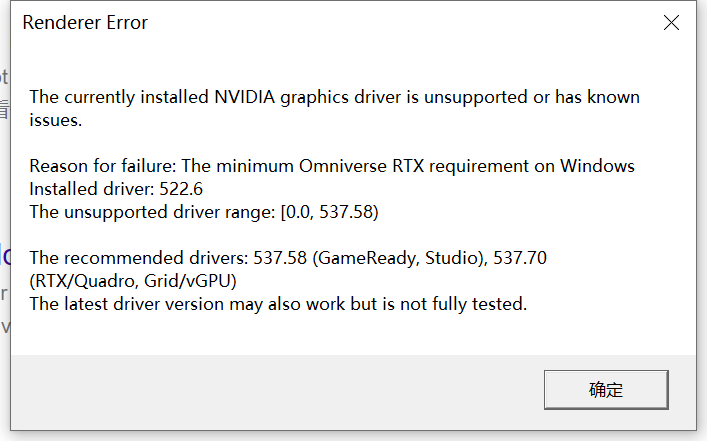 Renderer Error
The currently installed NVIDIA graphics driver is unsupported or has known
issues.
Reason for failure: The minimum Omniverse RTX requirement on Windows
Installed driver: 522.6
The unsupported driver range: [0.0, 537.58)
The recommended drivers: 537.58 (GameReady, Studio), 537.70
(RTX/Quadro, Grid/vGPU)
The latest driver version may also work but is not fully tested.
确定